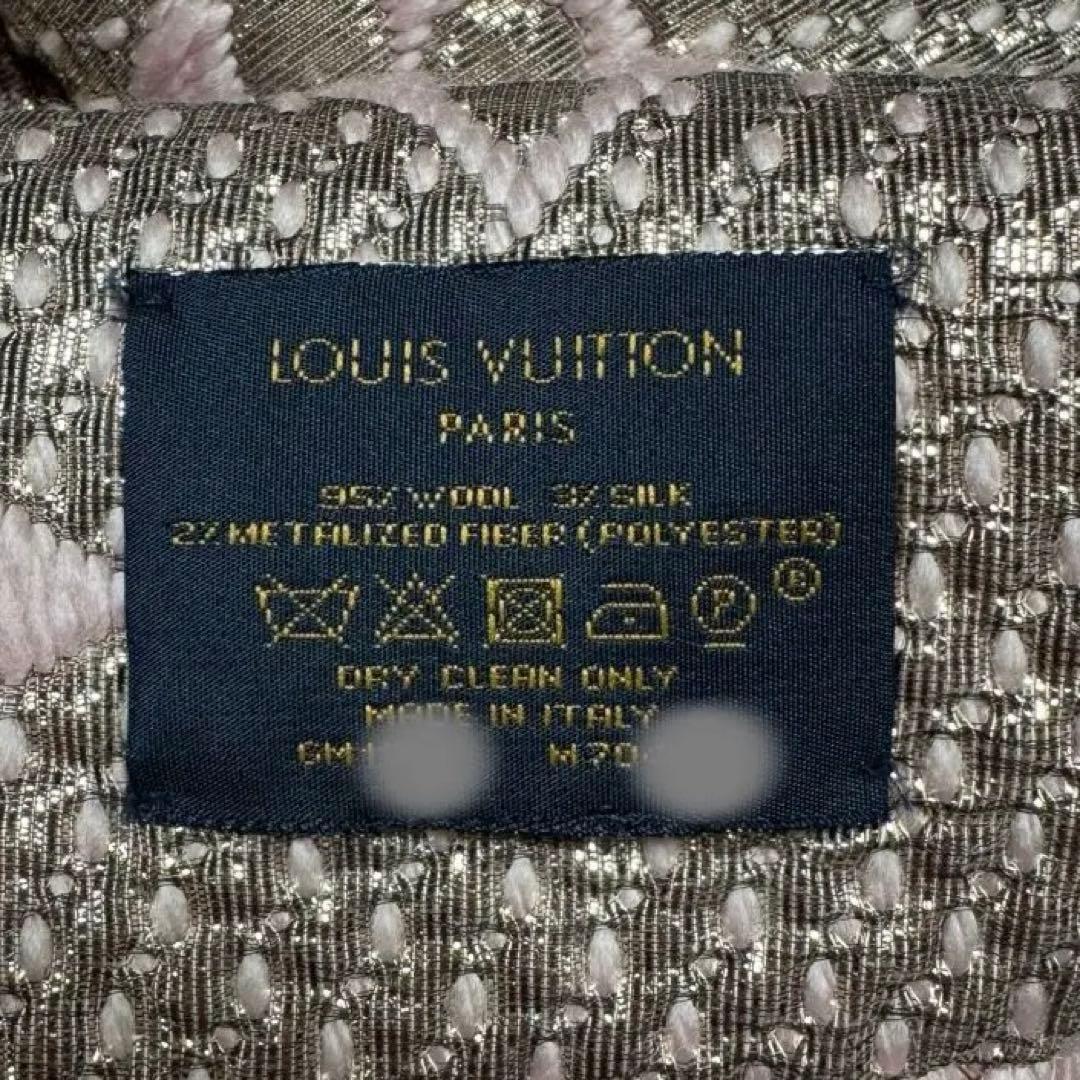 LOUIS VUITTON
PARIS
95% WOOL 3% SILK
2% METALIZED FIBER (POLYESTER)
P ®
DRY CLEAN ONLY
MADE IN ITALY